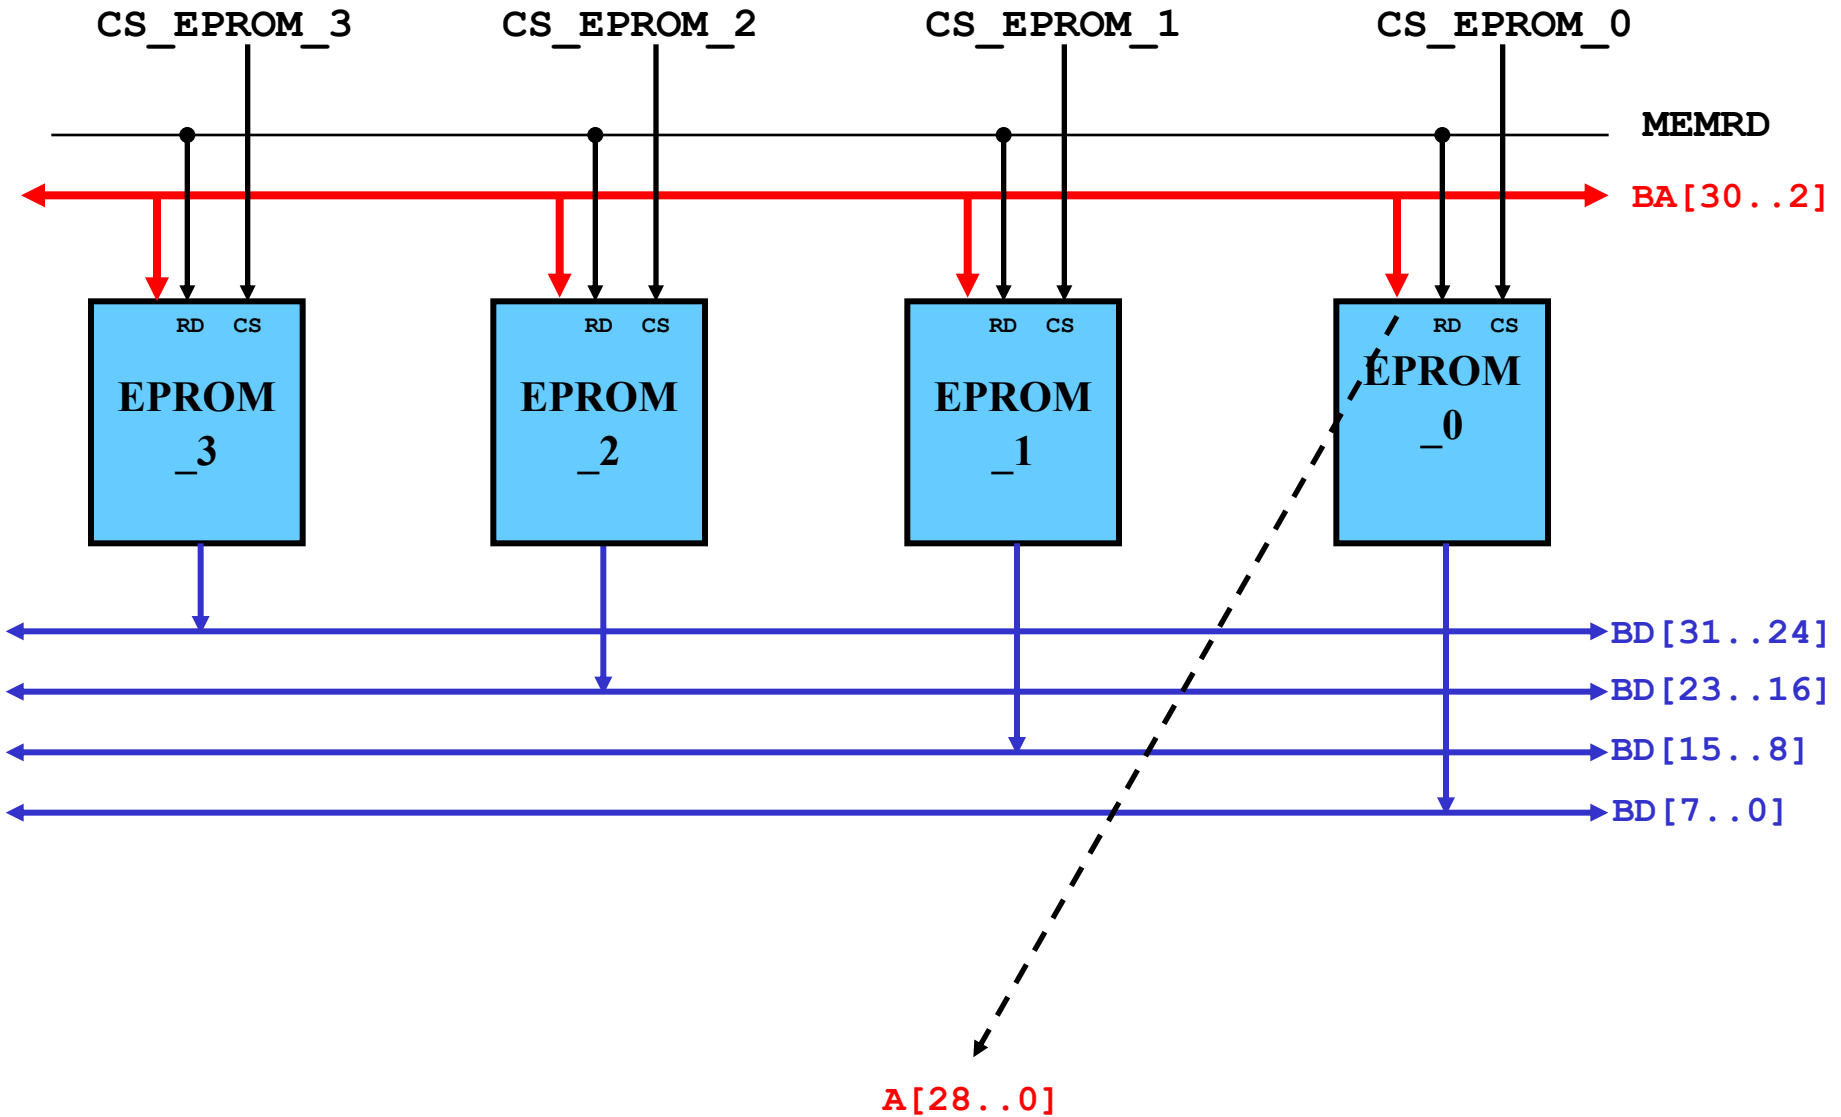 CS_EPROM_3 CS_EPROM_2 CS_EPROM_1 CS_EPROM_0
MEMRD
BA[30..2]
RD CS RD CS RD CS RD CS
EPROM
_3
EPROM
_2
EPROM
_1
EPROM
_0
BD[31..24]
BD[23..16]
BD[15..8]
BD[7..0]
A[28..0]